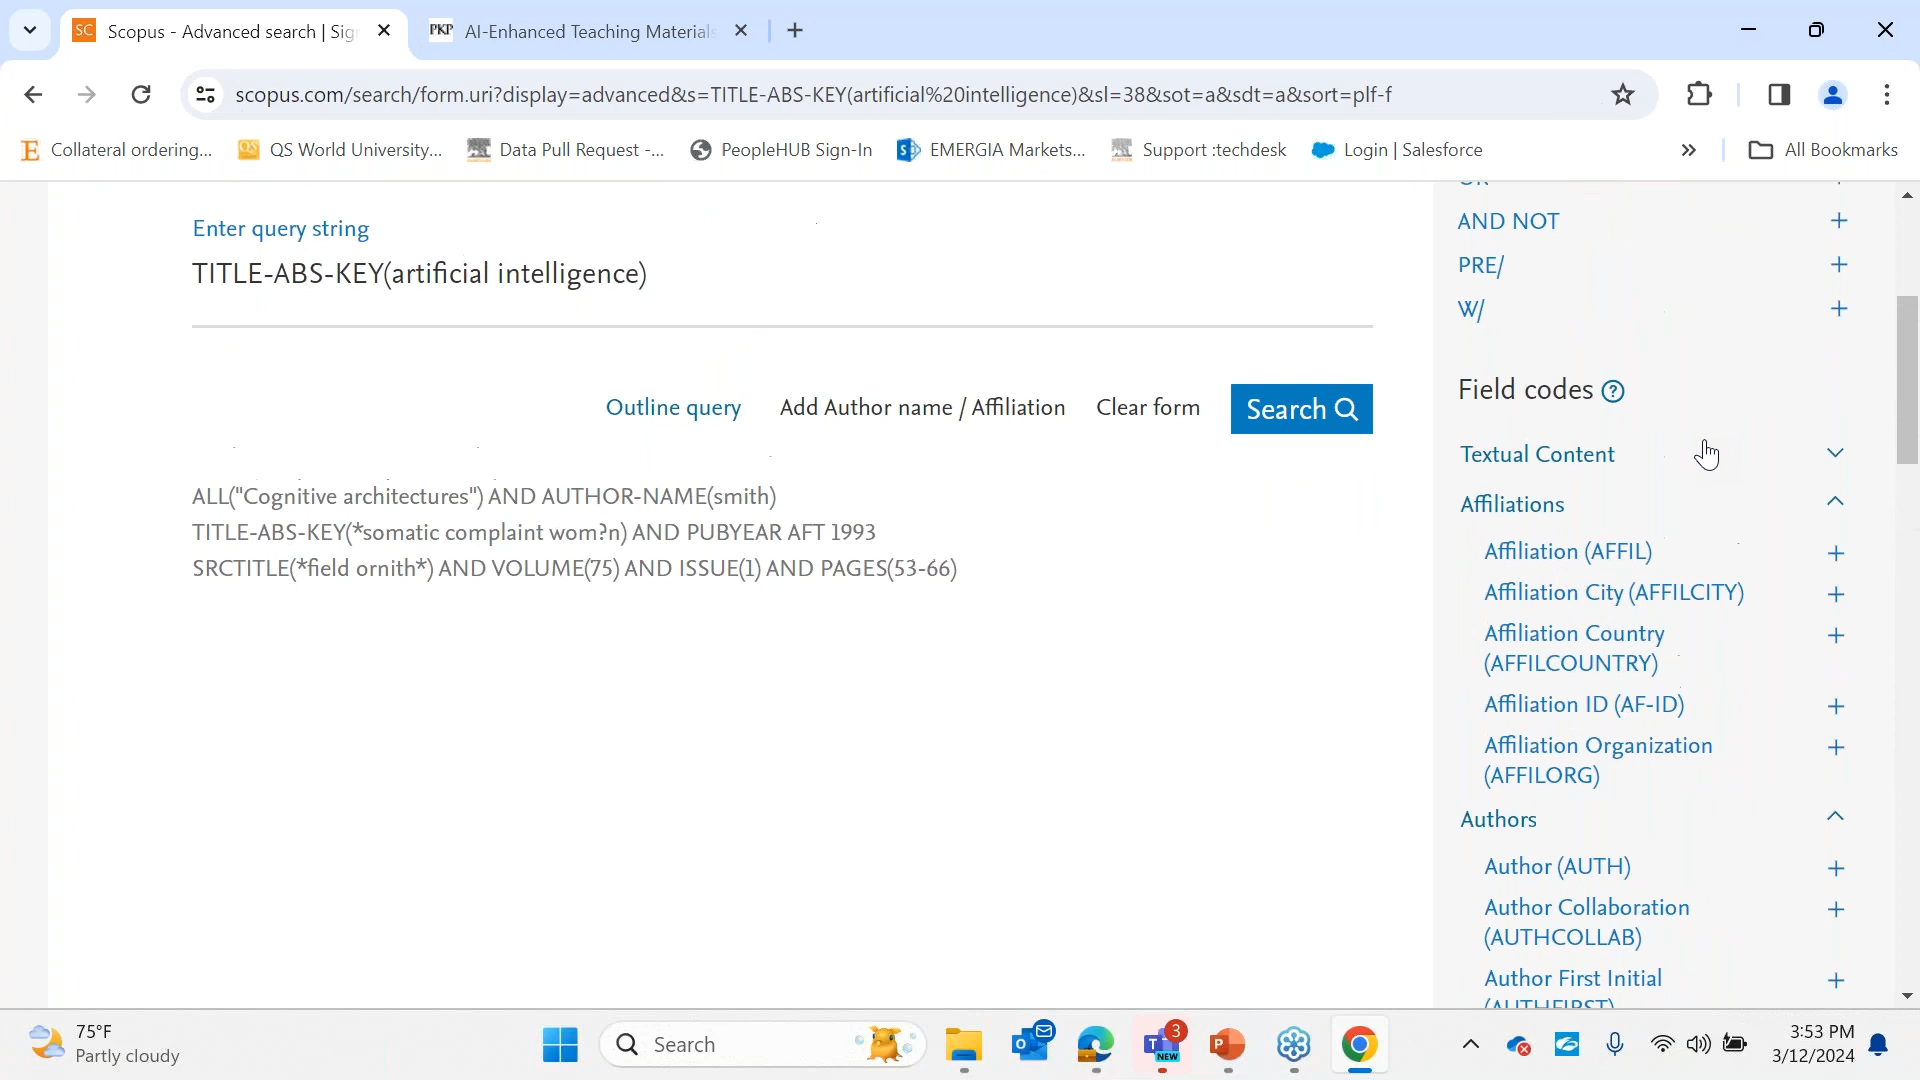 SC Scopus - Advanced search | Sig
PKP AI-Enhanced Teaching Materials
scopus.com/search/form.uri?display=advanced&s=TITLE-ABS-KEY(artificial%20intelligence)&sl=38&sot=a&sdt=a&sort=plf-f
E Collateral ordering...
QS QS World University...
Data Pull Request -...
PeopleHUB Sign-In
S EMERGIA Markets...
Support :techdesk
Login | Salesforce
»
All Bookmarks
Enter query string
TITLE-ABS-KEY(artificial intelligence)
Outline query
Add Author name / Affiliation
Clear form
Search
ALL("Cognitive architectures") AND AUTHOR-NAME(smith)
TITLE-ABS-KEY(*somatic complaint wom?n) AND PUBYEAR AFT 1993
SRCTITLE(*field ornith*) AND VOLUME(75) AND ISSUE(1) AND PAGES(53-66)
AND NOT +
PRE/ +
W/ +
Field codes ?
Textual Content
Affiliations
Affiliation (AFFIL) +
Affiliation City (AFFILCITY) +
Affiliation Country +
(AFFILCOUNTRY)
Affiliation ID (AF-ID) +
Affiliation Organization +
(AFFILORG)
Authors
Author (AUTH) +
Author Collaboration +
(AUTHCOLLAB)
Author First Initial +
(AUTHFIRST)
75°F
Partly cloudy
Search
3
NEW
3:53 PM
3/12/2024